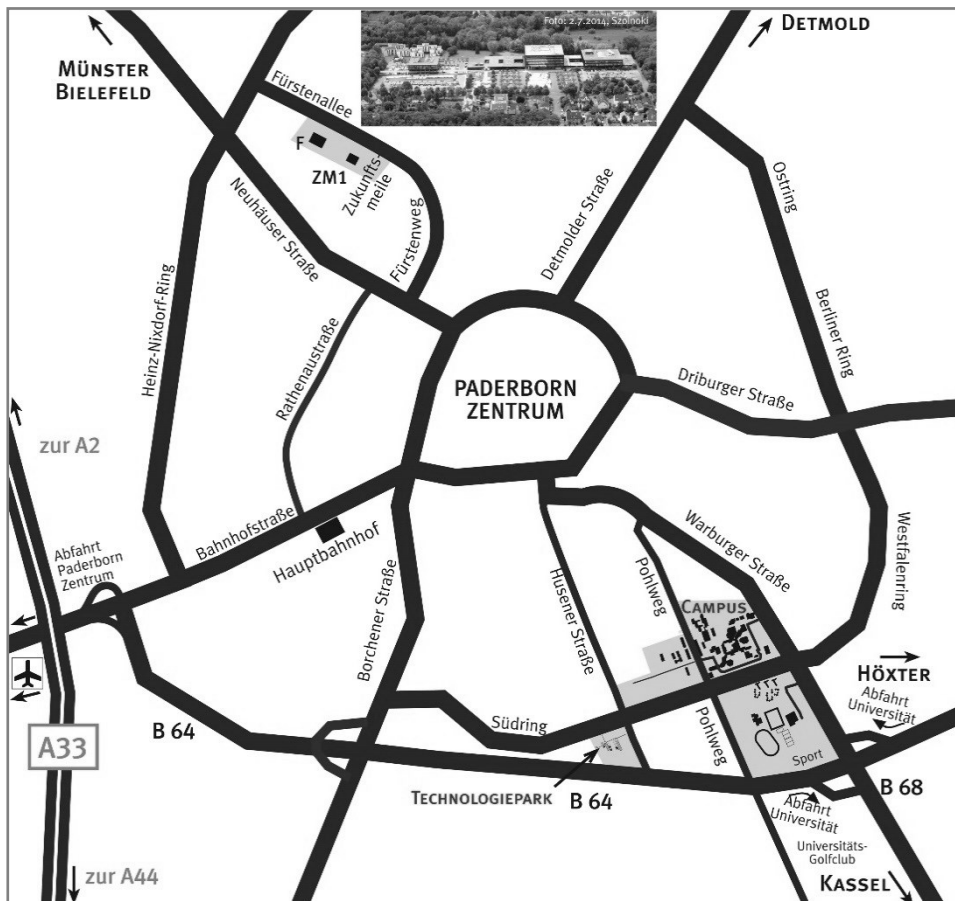 Foto: 2.7.2014, Szolnoki
DETMOLD
MÜNSTER
BIELEFELD
Fürstenallee
F
ZM1
Zukunfts-
meile
Neuhäuser Straße
Fürstenweg
Detmolder Straße
Ostring
Heinz-Nixdorf-Ring
Rathenaustraße
Berliner Ring
PADERBORN
ZENTRUM
Driburger Straße
zur A2
Abfahrt
Paderborn
Zentrum
Bahnhofstraße
Hauptbahnhof
Borchener Straße
Husener Straße
Pohlweg
Warburger Straße
Westfalenring
CAMPUS
HÖXTER
Abfahrt
Universität
B 64
A33
Südring
Pohlweg
Sport
TECHNOLOGIEPARK
B 64
B 68
Abfahrt
Universität
Universitäts-
Golfclub
zur A44
KASSEL